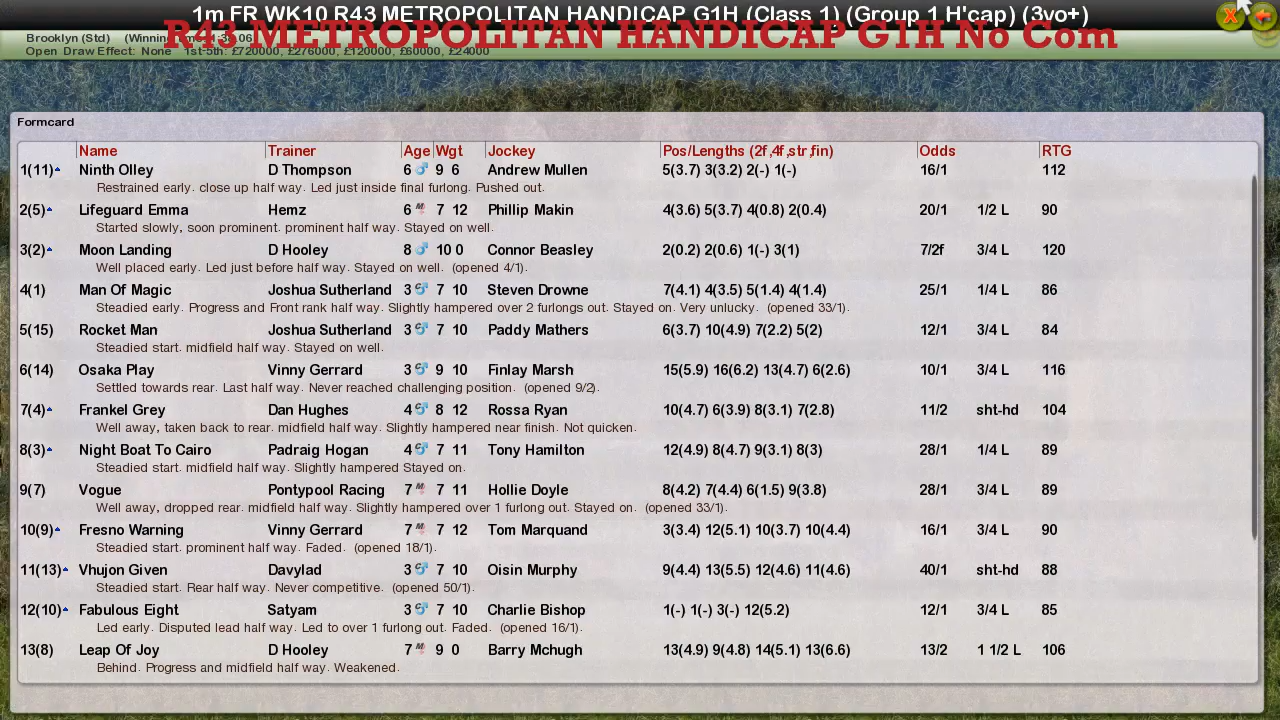 1m FR WK10 R43 METROPOLITAN HANDICAP G1H (Class 1) (Group 1 H'cap) (3yo+)
R43 METROPOLITAN HANDICAP G1H No Com
Brooklyn (Std) (Winning
Open Draw Effect: None 1st-5th: £720000, £276000, £120000, £60000, £24000
Formcard
Name Trainer Age Wgt Jockey Pos/Lengths (2f,4f,str,fin) Odds RTG
1(11) Ninth Olley D Thompson 6 9 6 Andrew Mullen 5(3.7) 3(3.2) 2(-) 1(-) 16/1 112
Restrained early. close up half way. Led just inside final furlong. Pushed out.
2(5) Lifeguard Emma Hemz 6 7 12 Phillip Makin 4(3.6) 5(3.7) 4(0.8) 2(0.4) 20/1 1/2 L 90
Started slowly, soon prominent. prominent half way. Stayed on well.
3(2) Moon Landing D Hooley 8 10 0 Connor Beasley 2(0.2) 2(0.6) 1(-) 3(1) 7/2f 3/4 L 120
Well placed early. Led just before half way. Stayed on well. (opened 4/1).
4(1) Man Of Magic Joshua Sutherland 3 7 10 Steven Drowne 7(4.1) 4(3.5) 5(1.4) 4(1.4) 25/1 1/4 L 86
Steadied early. Progress and Front rank half way. Slightly hampered over 2 furlongs out. Stayed on. Very unlucky. (opened 33/1).
5(15) Rocket Man Joshua Sutherland 3 7 10 Paddy Mathers 6(3.7) 10(4.9) 7(2.2) 5(2) 12/1 3/4 L 84
Steadied start. midfield half way. Stayed on well.
6(14) Osaka Play Vinny Gerrard 3 9 10 Finlay Marsh 15(5.9) 16(6.2) 13(4.7) 6(2.6) 10/1 3/4 L 116
Settled towards rear. Last half way. Never reached challenging position. (opened 9/2).
7(4) Frankel Grey Dan Hughes 4 8 12 Rossa Ryan 10(4.7) 6(3.9) 8(3.1) 7(2.8) 11/2 sht-hd 104
Well away, taken back to rear. midfield half way. Slightly hampered near finish. Not quicken.
8(3) Night Boat To Cairo Padraig Hogan 4 7 11 Tony Hamilton 12(4.9) 8(4.7) 9(3.1) 8(3) 28/1 1/4 L 89
Steadied start. midfield half way. Slightly hampered Stayed on.
9(7) Vogue Pontypool Racing 7 7 11 Hollie Doyle 8(4.2) 7(4.4) 6(1.5) 9(3.8) 28/1 3/4 L 89
Well away, dropped rear. midfield half way. Slightly hampered over 1 furlong out. Stayed on. (opened 33/1).
10(9) Fresno Warning Vinny Gerrard 7 7 12 Tom Marquand 3(3.4) 12(5.1) 10(3.7) 10(4.4) 16/1 3/4 L 90
Steadied start. prominent half way. Faded. (opened 18/1).
11(13) Vhujon Given Davylad 3 7 10 Oisin Murphy 9(4.4) 13(5.5) 12(4.6) 11(4.6) 40/1 sht-hd 88
Steadied start. Rear half way. Never competitive. (opened 50/1).
12(10) Fabulous Eight Satyam 3 7 10 Charlie Bishop 1(-) 1(-) 3(-) 12(5.2) 12/1 3/4 L 85
Led early. Disputed lead half way. Led to over 1 furlong out. Faded. (opened 16/1).
13(8) Leap Of Joy D Hooley 7 9 0 Barry Mchugh 13(4.9) 9(4.8) 14(5.1) 13(6.6) 13/2 1 1/2 L 106
Behind. Progress and midfield half way. Weakened.